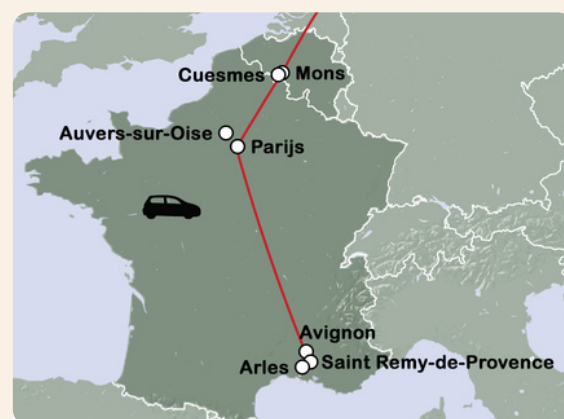 Cuesmes
Mons
Auvers-sur-Oise
Parijs
Avignon
Arles
Saint Remy-de-Provence